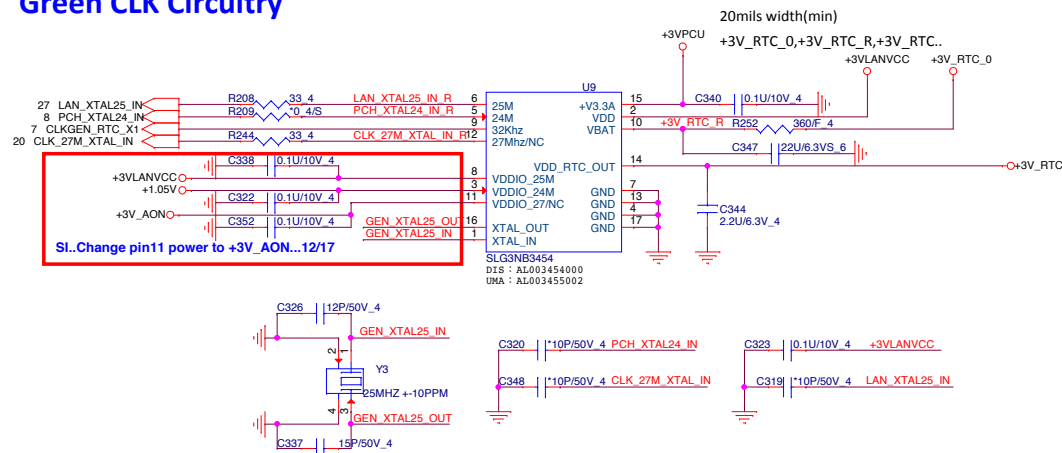 Green CLK Circuitry
20mils width(min)
+3VPCU
+3V_RTC_0,+3V_RTC_R,+3V_RTC..
+3VLANVCC +3V_RTC_0
U9
27 LAN_XTAL25_IN R208 33_4 LAN_XTAL25_IN_R 6 25M +V3.3A 15 C340 0.1U/10V_4
8 PCH_XTAL24_IN R209 *0_4/S PCH_XTAL24_IN_R 5 24M VDD 2
7 CLKGEN_RTC_X1 9 32Khz VBAT 10 +3V_RTC_R R252 360/F_4
20 CLK_27M_XTAL_IN R244 33_4 CLK_27M_XTAL_IN_R 12 27Mhz/NC
C347 22U/6.3VS_6
C338 0.1U/10V_4 VDD_RTC_OUT 14 +3V_RTC
+3VLANVCC 8 VDDIO_25M
+1.05V 3 VDDIO_24M GND 7
C322 0.1U/10V_4 11 VDDIO_27/NC GND 13
+3V_AON GND 4
C352 0.1U/10V_4 GEN_XTAL25_OUT 16 XTAL_OUT GND 17
GEN_XTAL25_IN 1 XTAL_IN
C344
2.2U/6.3V_4
SI..Change pin11 power to +3V_AON...12/17
SLG3NB3454
DIS : AL003454000
UMA : AL003455002
C326 12P/50V_4
GEN_XTAL25_IN
2 1
Y3
25MHZ +-10PPM
4 3
GEN_XTAL25_OUT
C337 15P/50V_4
C320 *10P/50V_4 PCH_XTAL24_IN
C348 *10P/50V_4 CLK_27M_XTAL_IN
C323 0.1U/10V_4 +3VLANVCC
C319 *10P/50V_4 LAN_XTAL25_IN